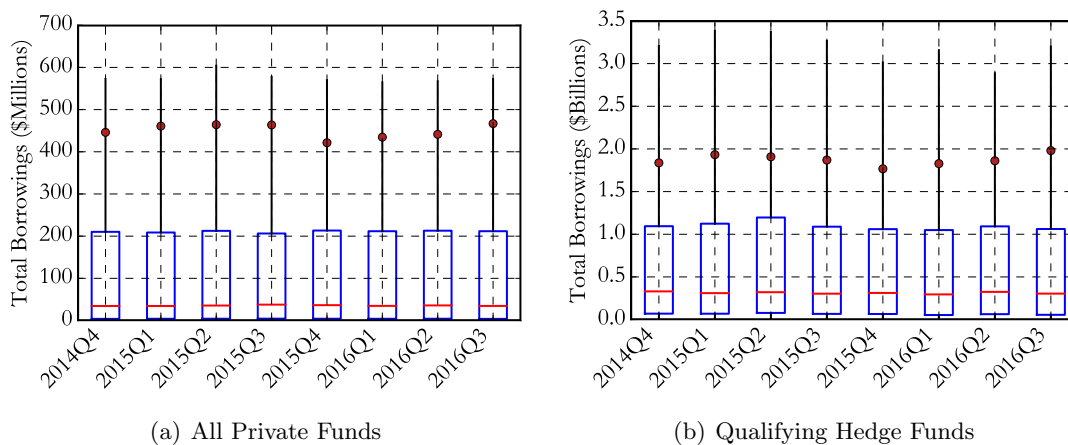 Total Borrowings ($Millions)
700
600
500
400
300
200
100
0
2014Q4
2015Q1
2015Q2
2015Q3
2015Q4
2016Q1
2016Q2
2016Q3
(a) All Private Funds
Total Borrowings ($Billions)
3.5
3.0
2.5
2.0
1.5
1.0
0.5
0.0
2014Q4
2015Q1
2015Q2
2015Q3
2015Q4
2016Q1
2016Q2
2016Q3
(b) Qualifying Hedge Funds